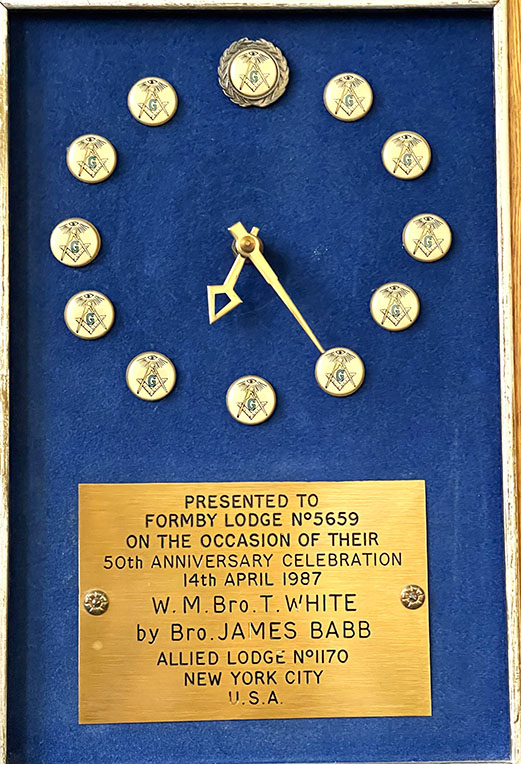 G
G
G
G
G
G
G
G
G
G
G
G
PRESENTED TO
FORMBY LODGE Nº5659
ON THE OCCASION OF THEIR
50th ANNIVERSARY CELEBRATION
14th APRIL 1987
W.M.Bro.T.WHITE
by Bro.JAMES BABB
ALLIED LODGE Nº1170
NEW YORK CITY
U.S.A.